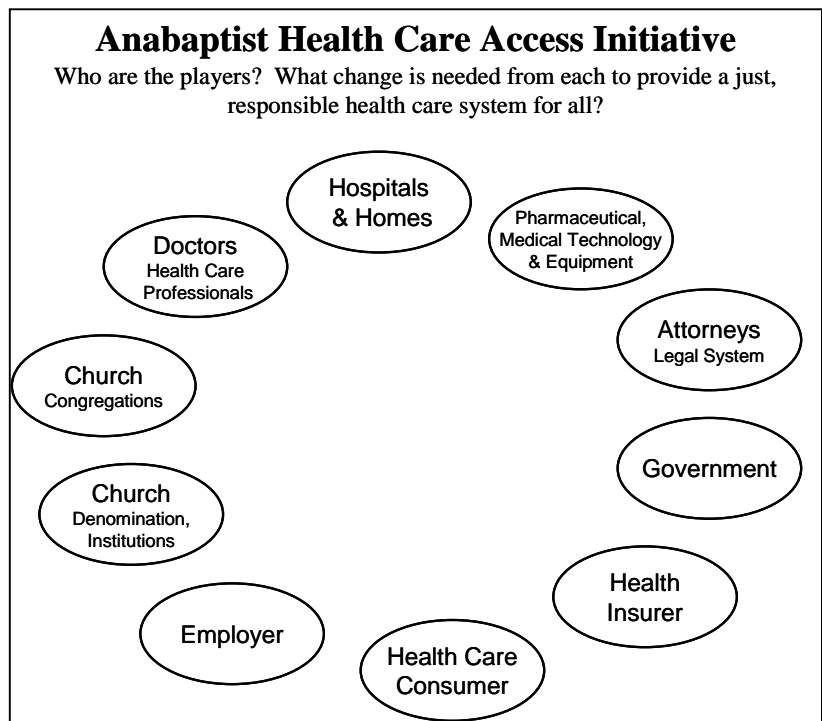 Anabaptist Health Care Access Initiative
Who are the players?  What change is needed from each to provide a just,
responsible health care system for all?
Hospitals
& Homes
Pharmaceutical,
Medical Technology
& Equipment
Doctors
Health Care
Professionals
Attorneys
Legal System
Church
Congregations
Government
Church
Denomination,
Institutions
Health
Insurer
Employer
Health Care
Consumer